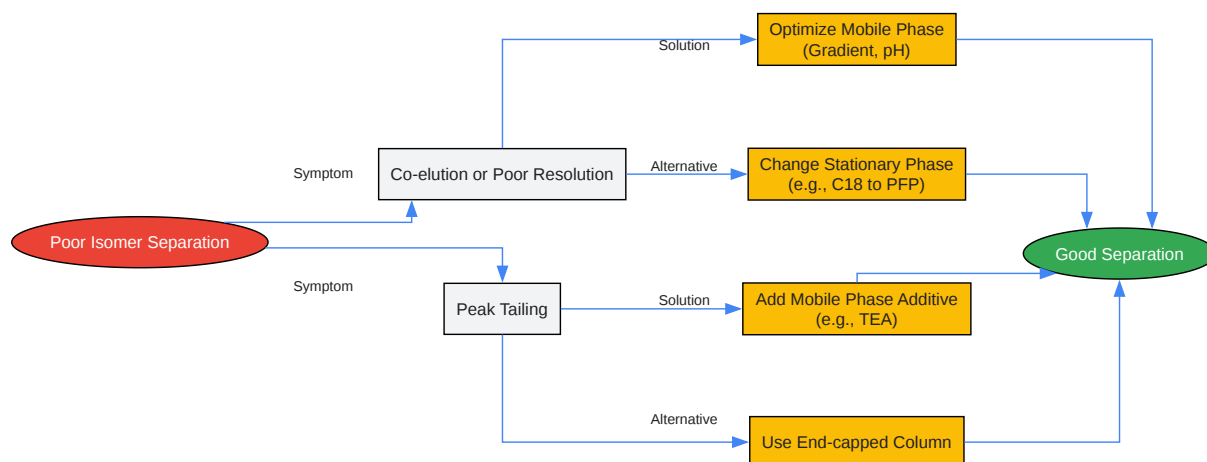 Optimize Mobile Phase
(Gradient, pH)
Solution
Symptom
Co-elution or Poor Resolution
Alternative
Change Stationary Phase
(e.g., C18 to PFP)
Poor Isomer Separation
Good Separation
Symptom
Peak Tailing
Solution
Add Mobile Phase Additive
(e.g., TEA)
Alternative
Use End-capped Column